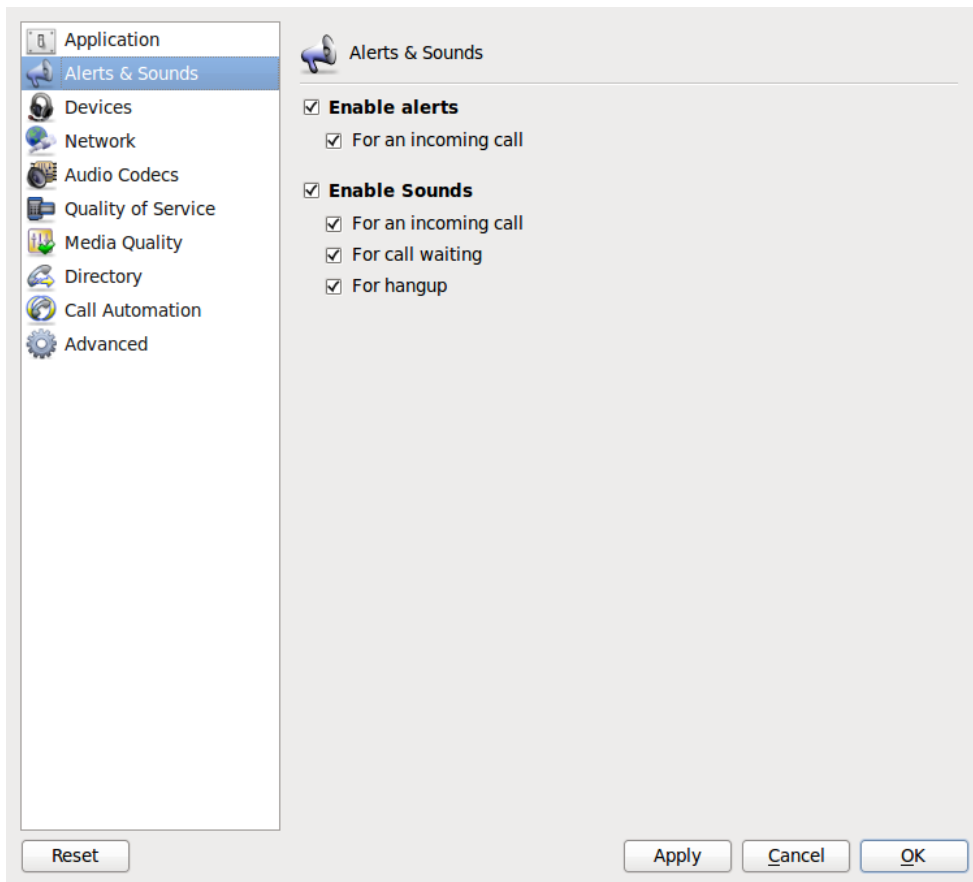 Application
Alerts & Sounds
Devices
Network
Audio Codecs
Quality of Service
Media Quality
Directory
Call Automation
Advanced
Alerts & Sounds
Enable alerts
For an incoming call
Enable Sounds
For an incoming call
For call waiting
For hangup
Reset
Apply
Cancel
OK